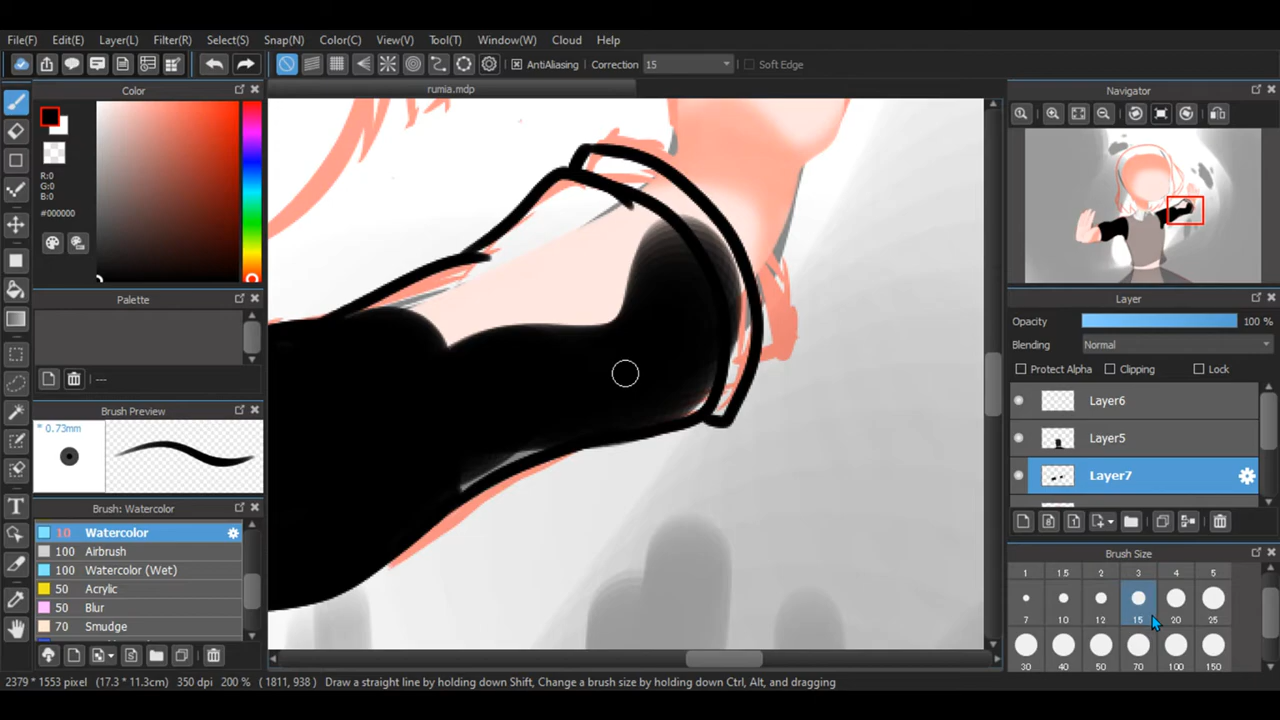 File(F) Edit(E) Layer(L) Filter(R) Select(S) Snap(N) Color(C) View(V) Tool(T) Window(W) Cloud Help
AntiAliasing Correction 15 Soft Edge
rumia.mdp
Color
R:0
G:0
B:0
#000000
Palette
---
Brush Preview
* 0.73mm
Brush: Watercolor
10 Watercolor
100 Airbrush
100 Watercolor (Wet)
50 Acrylic
50 Blur
70 Smudge
T
Navigator
Layer
Opacity 100 %
Blending Normal
Protect Alpha Clipping Lock
Layer6
Layer5
Layer7
Brush Size
1 1.5 2 3 4 5
7 10 12 15 20 25
30 40 50 70 100 150
2379 * 1553 pixel (17.3 * 11.3cm) 350 dpi 200 % ( 1811, 938 ) Draw a straight line by holding down Shift, Change a brush size by holding down Ctrl, Alt, and dragging